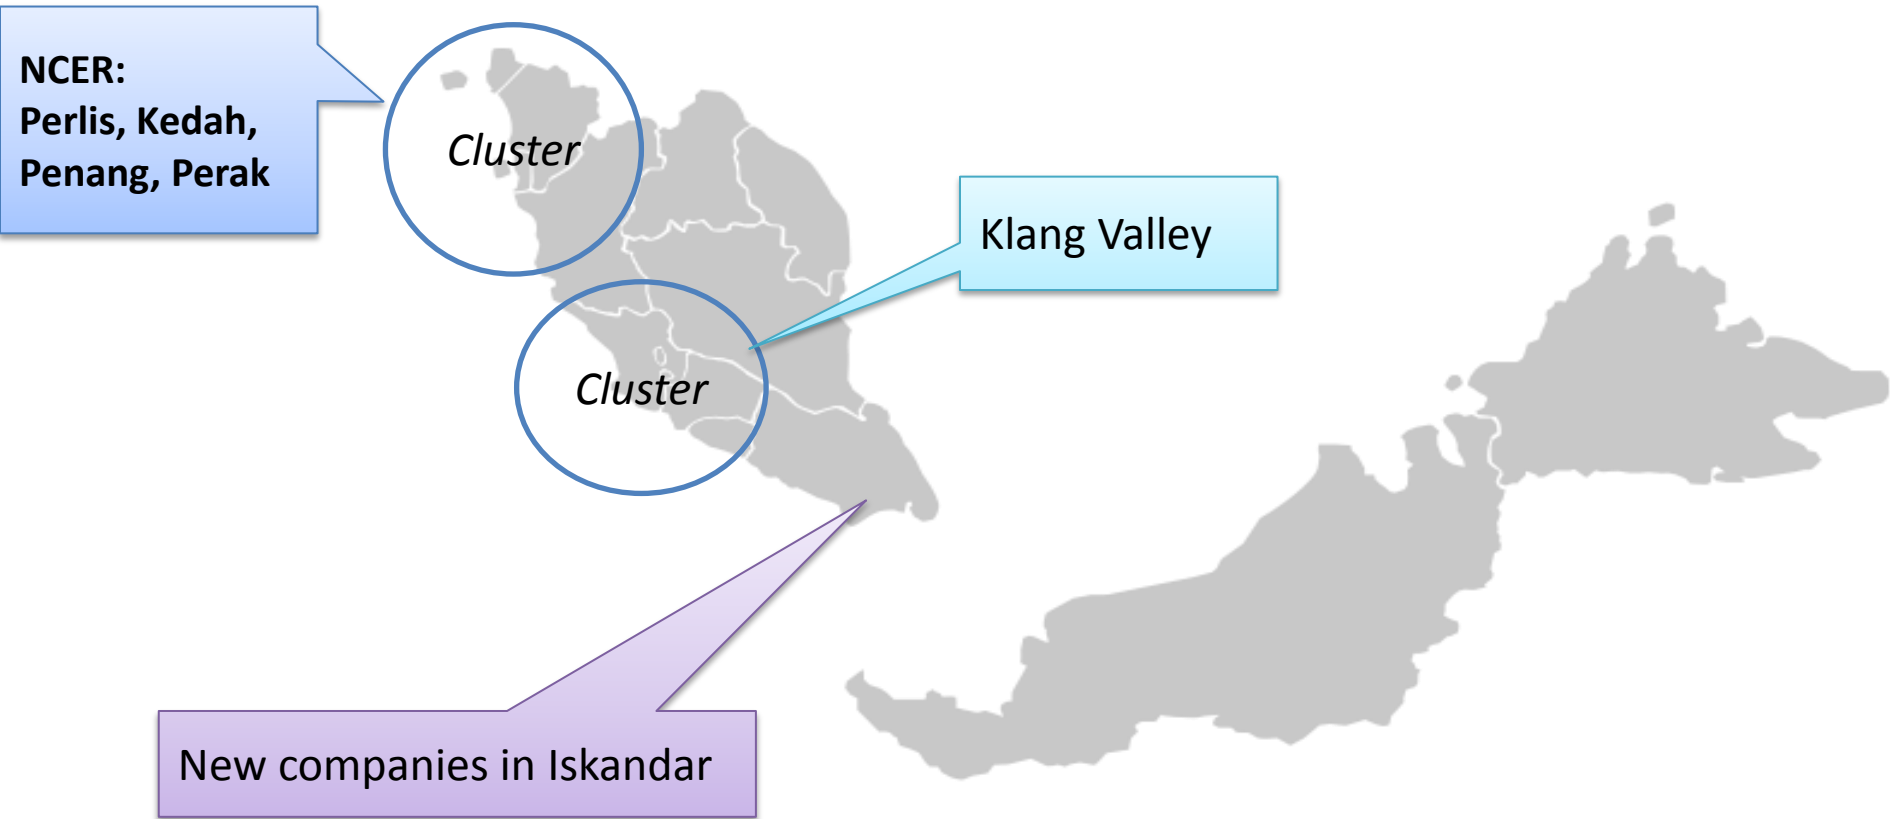 NCER:
Perlis, Kedah,
Penang, Perak
Cluster
Klang Valley
Cluster
New companies in Iskandar